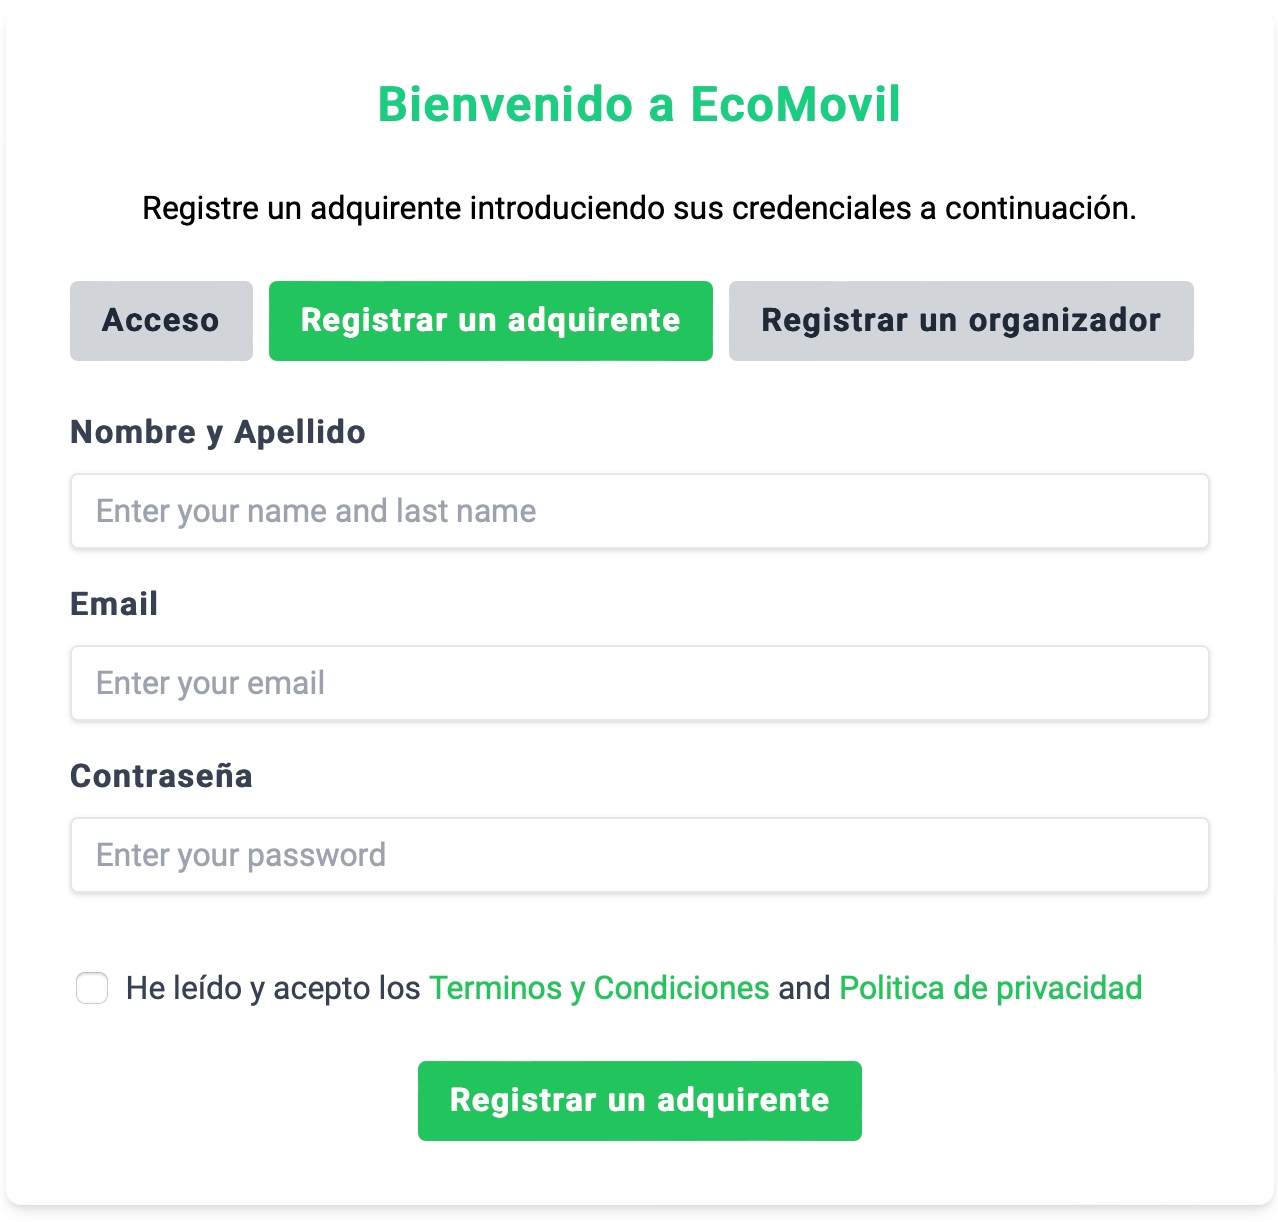 Bienvenido a EcoMovil
Registre un adquirente introduciendo sus credenciales a continuación.
Acceso Registrar un adquirente Registrar un organizador
Nombre y Apellido
Enter your name and last name
Email
Enter your email
Contraseña
Enter your password
He leído y acepto los Terminos y Condiciones and Politica de privacidad
Registrar un adquirente